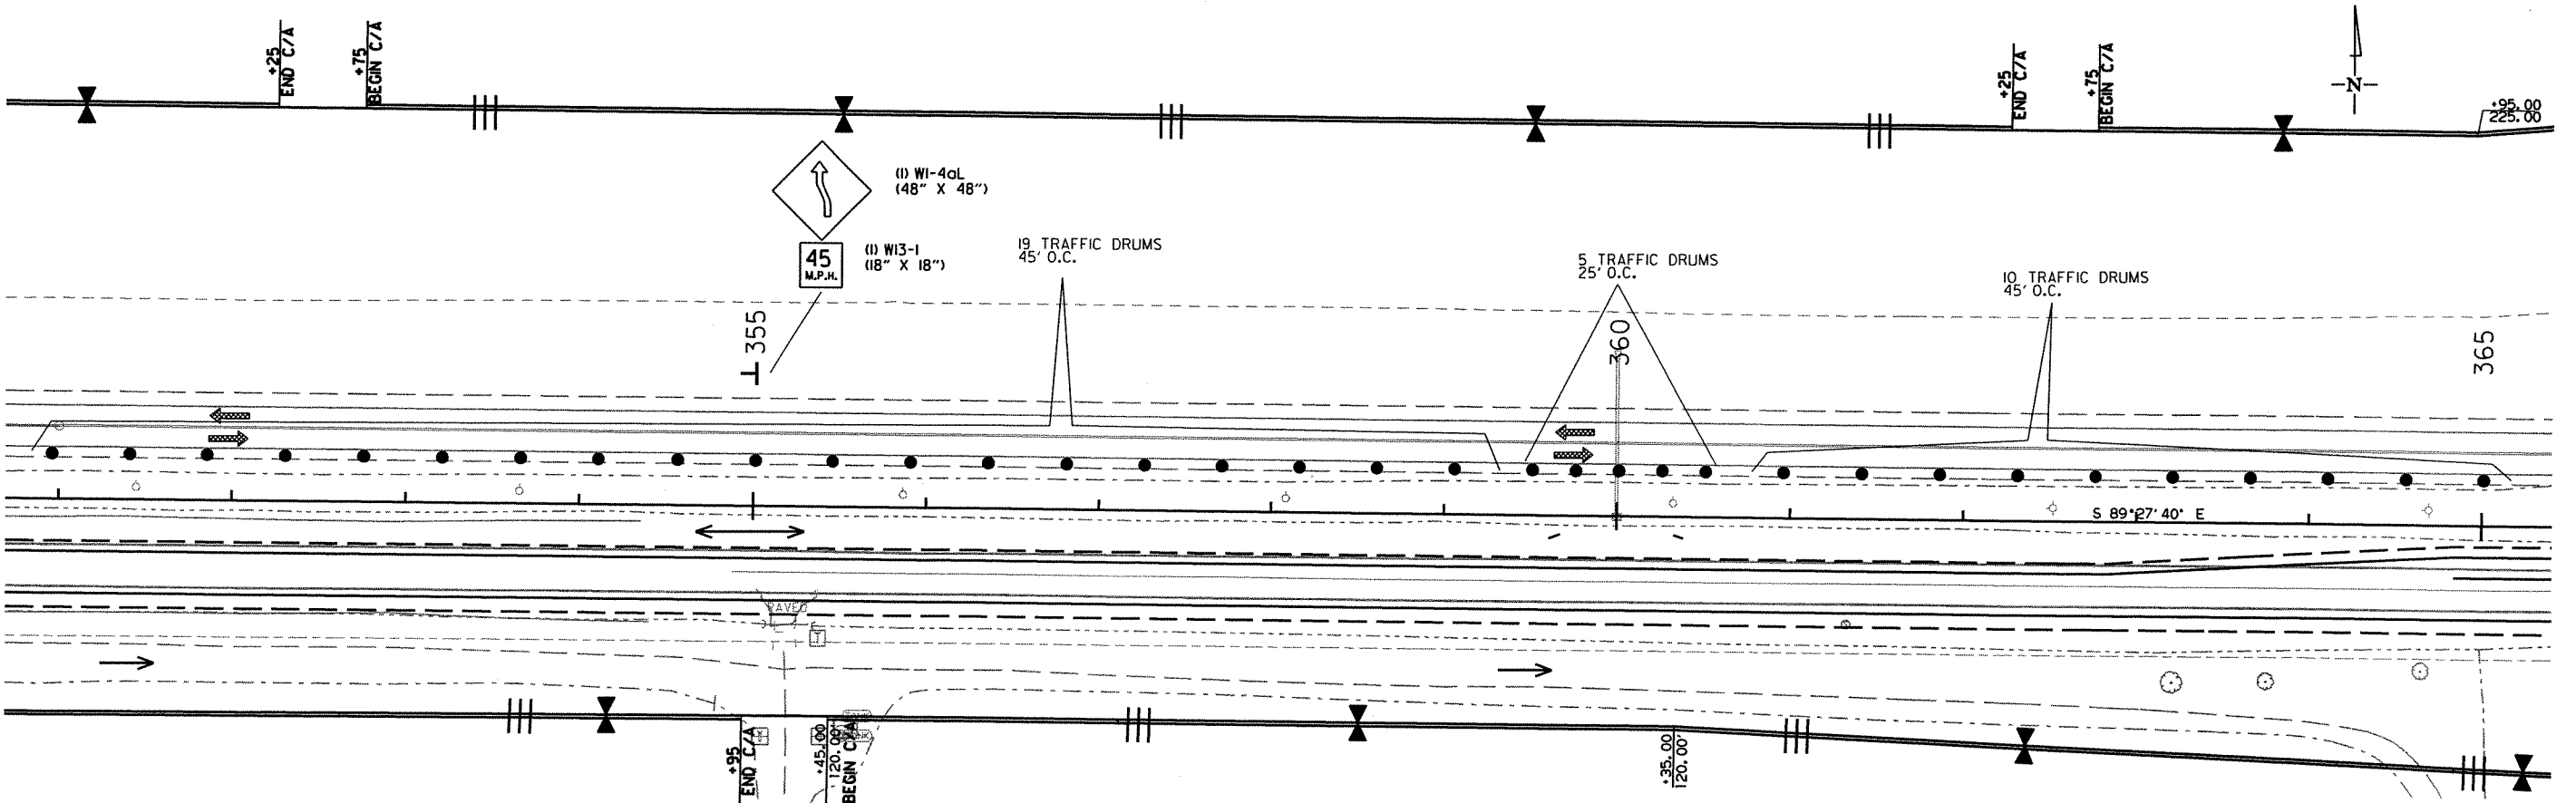 +25
END C/A
+75
BEGIN C/A
+25
END C/A
+75
BEGIN C/A
N
+95.00
225.00
(1) W1-4aL
(48" X 48")
45
M.P.H.
(1) W13-1
(18" X 18")
19 TRAFFIC DRUMS
45' O.C.
5 TRAFFIC DRUMS
25' O.C.
10 TRAFFIC DRUMS
45' O.C.
355
360
365
S 89°27'40" E
PAVED
T
+95
END C/A
+45.00
120.00'
BEGIN C/A
+35.00
120.00'